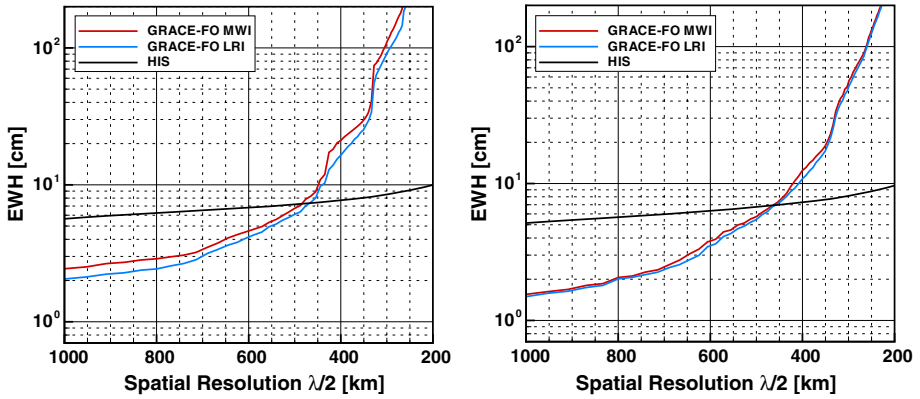 GRACE-FO MWI
GRACE-FO LRI
HIS
10²
10¹
10⁰
EWH [cm]
1000 800 600 400 200
Spatial Resolution λ/2 [km]
GRACE-FO MWI
GRACE-FO LRI
HIS
10²
10¹
10⁰
EWH [cm]
1000 800 600 400 200
Spatial Resolution λ/2 [km]